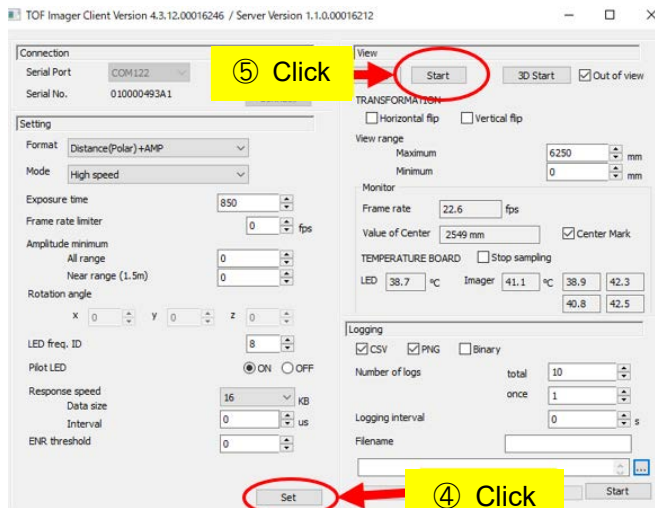 TOF Imager Client Version 4.3.12.00016246 / Server Version 1.1.0.00016212
Connection
Serial Port COM122
Serial No. 010000493A1
⑤ Click
Setting
Format Distance(Polar)+AMP
Mode High speed
Exposure time 850
Frame rate limiter 0 fps
Amplitude minimum
All range 0
Near range (1.5m) 0
Rotation angle
x 0 y 0 z 0
LED freq. ID 8
Pilot LED ON OFF
Response speed
Data size 16 KB
Interval 0 us
ENR threshold 0
Set
④ Click
View
Start 3D Start Out of view
TRANSFORMATION
Horizontal flip Vertical flip
View range
Maximum 6250 mm
Minimum 0 mm
Monitor
Frame rate 22.6 fps
Value of Center 2549 mm Center Mark
TEMPERATURE BOARD Stop sampling
LED 38.7 ℃ Imager 41.1 ℃ 38.9 42.3
40.8 42.5
Logging
CSV PNG Binary
Number of logs total 10
once 1
Logging interval 0 s
Filename
...
Start